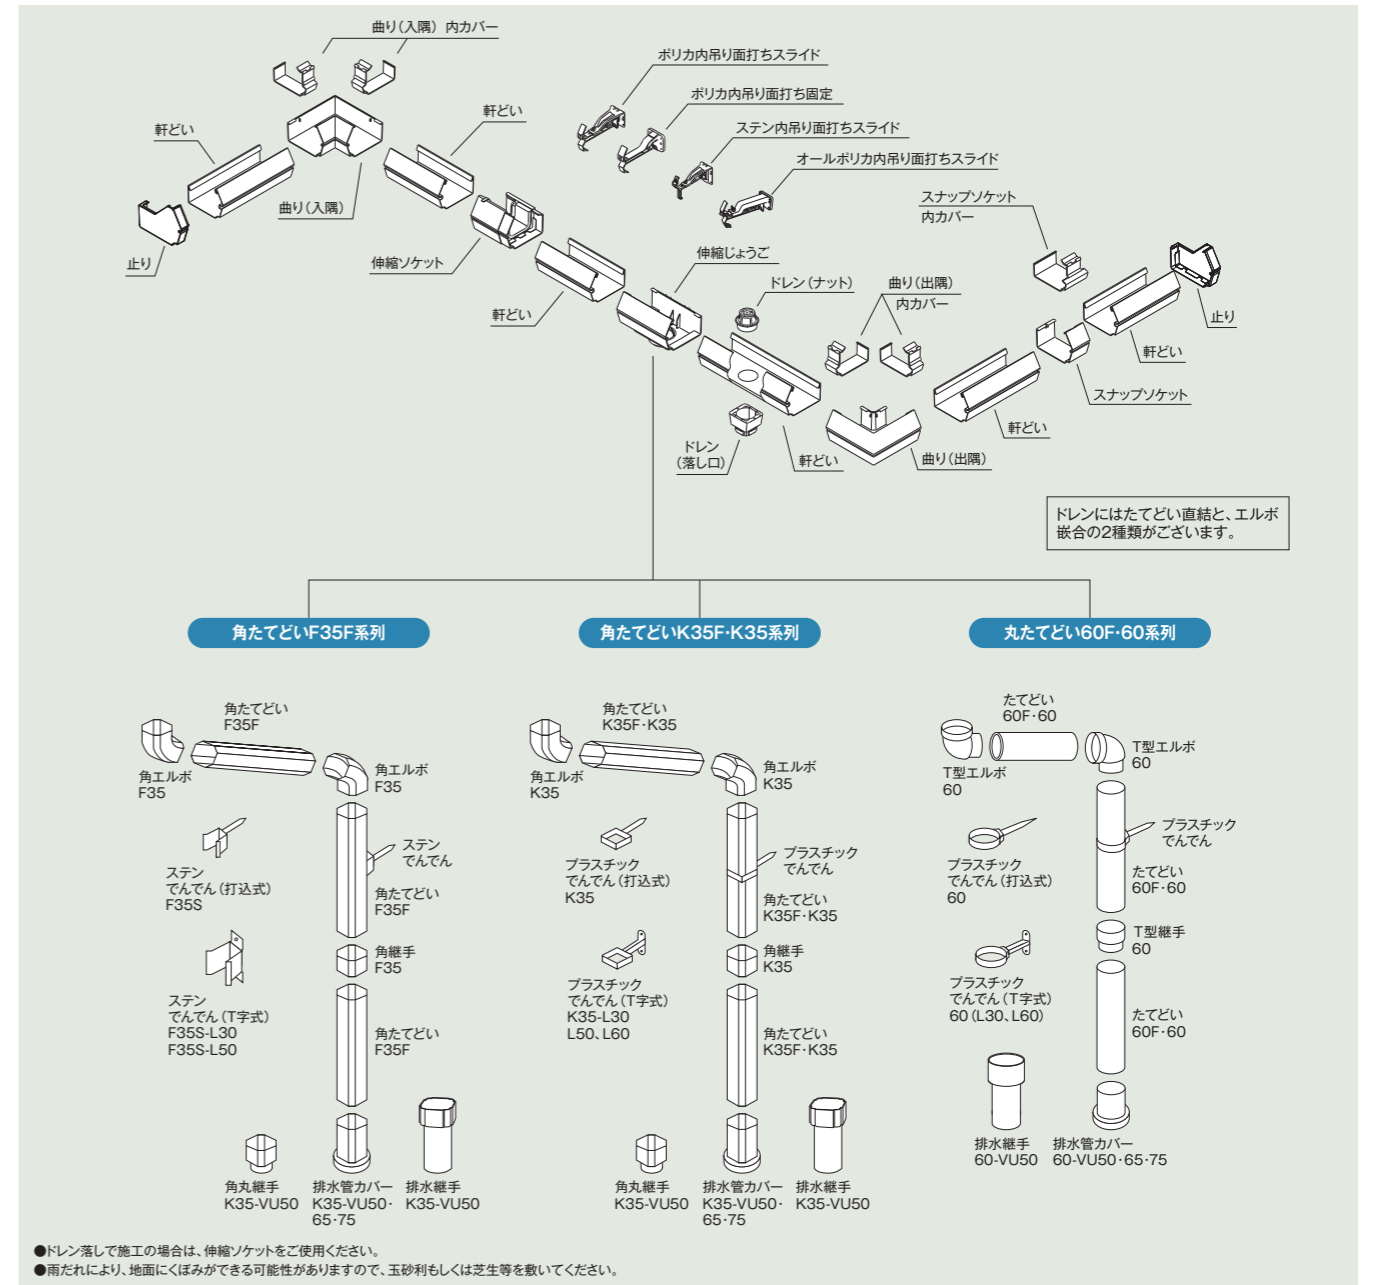 曲り(入隅) 内カバー
ポリカ内吊り面打ちスライド
ポリカ内吊り面打ち固定
ステン内吊り面打ちスライド
オールポリカ内吊り面打ちスライド
軒どい
軒どい
曲り(入隅)
止り
伸縮ソケット
軒どい
伸縮じょうご
ドレン(ナット)
曲り(出隅)
内カバー
スナップソケット
内カバー
止り
軒どい
スナップソケット
軒どい
曲り(出隅)
軒どい
ドレン
(落し口)
ドレンにはたてどい直結と、エルボ
嵌合の2種類がございます。
角たてどいF35F系列
角たてどい
F35F
角エルボ
F35
角エルボ
F35
ステン
でんでん
ステン
でんでん(打込式)
F35S
角たてどい
F35F
角継手
F35
ステン
でんでん(T字式)
F35S-L30
F35S-L50
角たてどい
F35F
角丸継手
K35-VU50
排水管カバー
K35-VU50・
65・75
排水継手
K35-VU50
角たてどいK35F・K35系列
角たてどい
K35F・K35
角エルボ
K35
角エルボ
K35
プラスチック
でんでん
プラスチック
でんでん(打込式)
K35
角たてどい
K35F・K35
角継手
K35
プラスチック
でんでん(T字式)
K35-L30
L50、L60
角たてどい
K35F・K35
角丸継手
K35-VU50
排水管カバー
K35-VU50・
65・75
排水継手
K35-VU50
丸たてどい60F・60系列
たてどい
60F・60
T型エルボ
60
T型エルボ
60
プラスチック
でんでん
プラスチック
でんでん(打込式)
60
たてどい
60F・60
T型継手
60
プラスチック
でんでん(T字式)
60(L30、L60)
たてどい
60F・60
排水継手
60-VU50
排水管カバー
60-VU50・65・75
●ドレン落しで施工の場合は、伸縮ソケットをご使用ください。
●雨だれにより、地面にくぼみができる可能性がありますので、玉砂利もしくは芝生等を敷いてください。